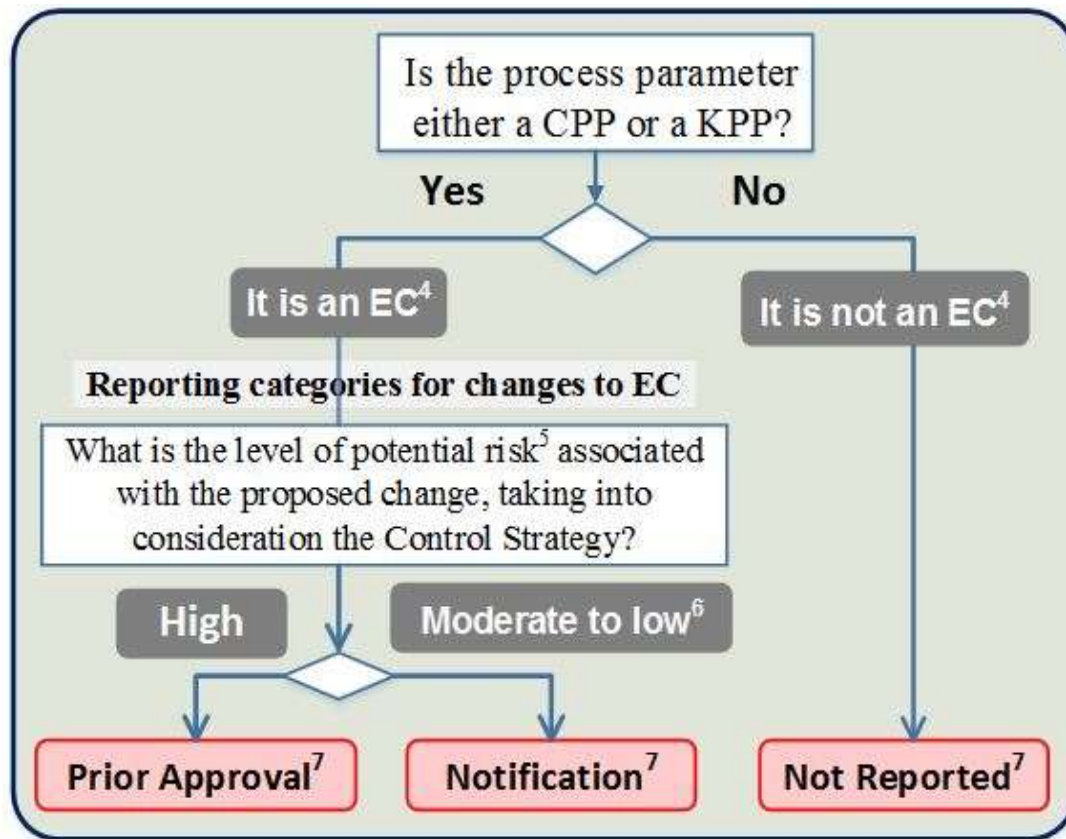 Is the process parameter
either a CPP or a KPP?
Yes
No
It is an EC⁴
It is not an EC⁴
Reporting categories for changes to EC
What is the level of potential risk⁵ associated
with the proposed change, taking into
consideration the Control Strategy?
High
Moderate to low⁶
Prior Approval⁷
Notification⁷
Not Reported⁷